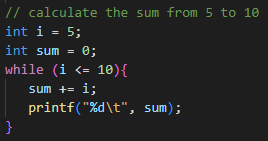 // calculate the sum from 5 to 10
int i = 5;
int sum = 0;
while (i <= 10){
   sum += i;
   printf("%d\t", sum);
}